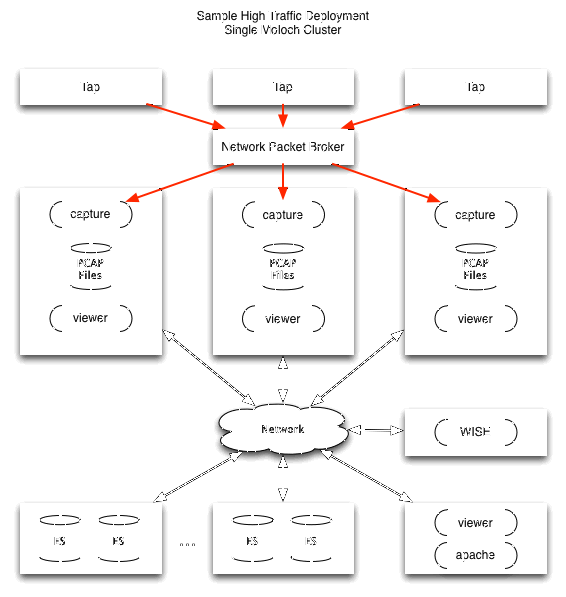 Sample High Traffic Deployment
Single Moloch Cluster
Tap
Tap
Tap
Network Packet Broker
capture
capture
capture
PCAP
Files
PCAP
Files
PCAP
Files
viewer
viewer
viewer
Network
WISE
ES
ES
...
ES
ES
viewer
apache